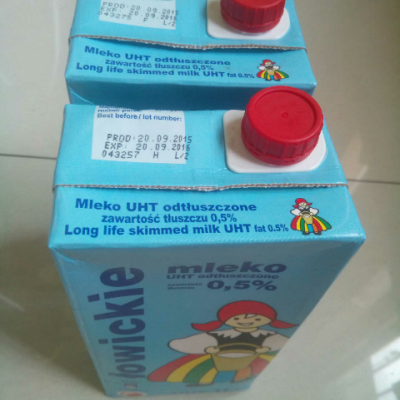 PROD 20.09.2015
EXP 20.09.2016
043275 F L/Z
Mleko UHT odtłuszczone
zawartość tłuszczu 0,5%
Long life skimmed milk UHT fat 0.5%
Best before / lot number:
PROD: 20.09.2015
EXP: 20.09.2016
043257 H L/Z
Mleko UHT odtłuszczone
zawartość tłuszczu 0,5%
Long life skimmed milk UHT fat 0.5%
łowickie
mleko
UHT odtłuszczone
0,5%